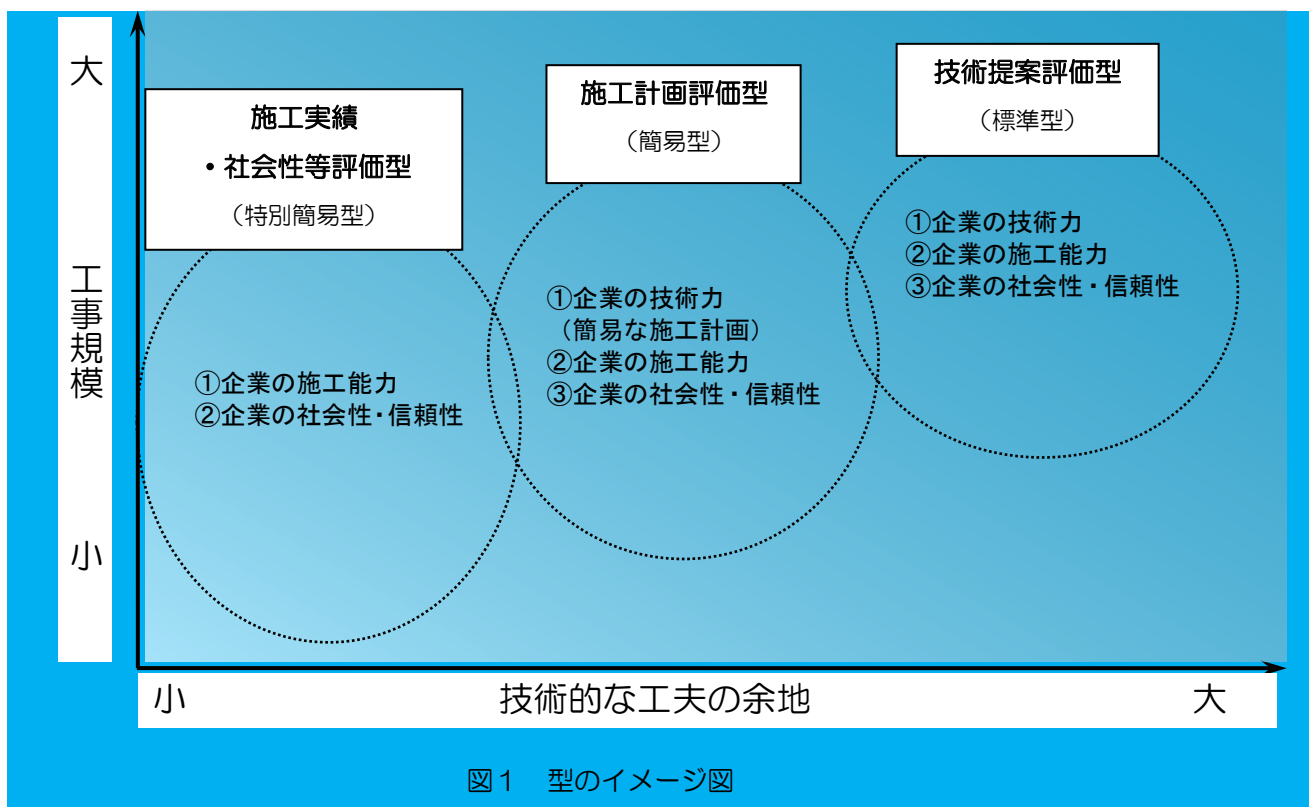 大
工事規模
小
施工実績
・社会性等評価型
（特別簡易型）
①企業の施工能力
②企業の社会性・信頼性
施工計画評価型
（簡易型）
①企業の技術力
（簡易な施工計画）
②企業の施工能力
③企業の社会性・信頼性
技術提案評価型
（標準型）
①企業の技術力
②企業の施工能力
③企業の社会性・信頼性
小　技術的な工夫の余地　大
図１　型のイメージ図